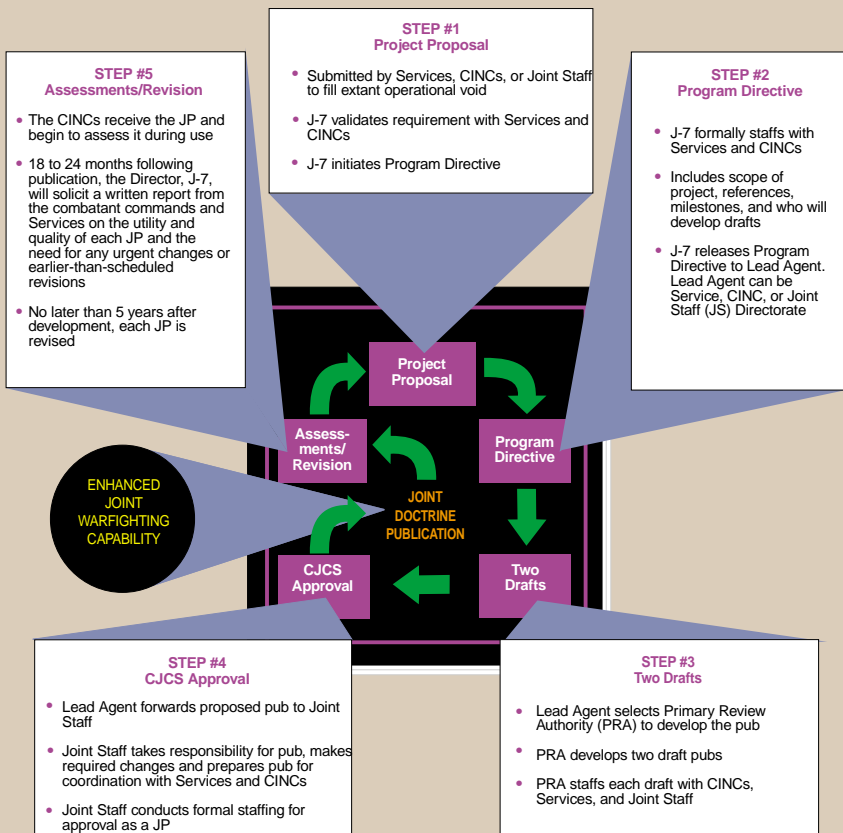 STEP #1
Project Proposal
• Submitted by Services, CINCs, or Joint Staff
to fill extant operational void
• J-7 validates requirement with Services and
CINCs
• J-7 initiates Program Directive
STEP #5
Assessments/Revision
• The CINCs receive the JP and
begin to assess it during use
• 18 to 24 months following
publication, the Director, J-7,
will solicit a written report from
the combatant commands and
Services on the utility and
quality of each JP and the
need for any urgent changes or
earlier-than-scheduled
revisions
• No later than 5 years after
development, each JP is
revised
STEP #2
Program Directive
• J-7 formally staffs with
Services and CINCs
• Includes scope of
project, references,
milestones, and who will
develop drafts
• J-7 releases Program
Directive to Lead Agent.
Lead Agent can be
Service, CINC, or Joint
Staff (JS) Directorate
Project
Proposal
Assess-
ments/
Revision
Program
Directive
ENHANCED
JOINT
WARFIGHTING
CAPABILITY
JOINT
DOCTRINE
PUBLICATION
CJCS
Approval
Two
Drafts
STEP #4
CJCS Approval
• Lead Agent forwards proposed pub to Joint
Staff
• Joint Staff takes responsibility for pub, makes
required changes and prepares pub for
coordination with Services and CINCs
• Joint Staff conducts formal staffing for
approval as a JP
STEP #3
Two Drafts
• Lead Agent selects Primary Review
Authority (PRA) to develop the pub
• PRA develops two draft pubs
• PRA staffs each draft with CINCs,
Services, and Joint Staff